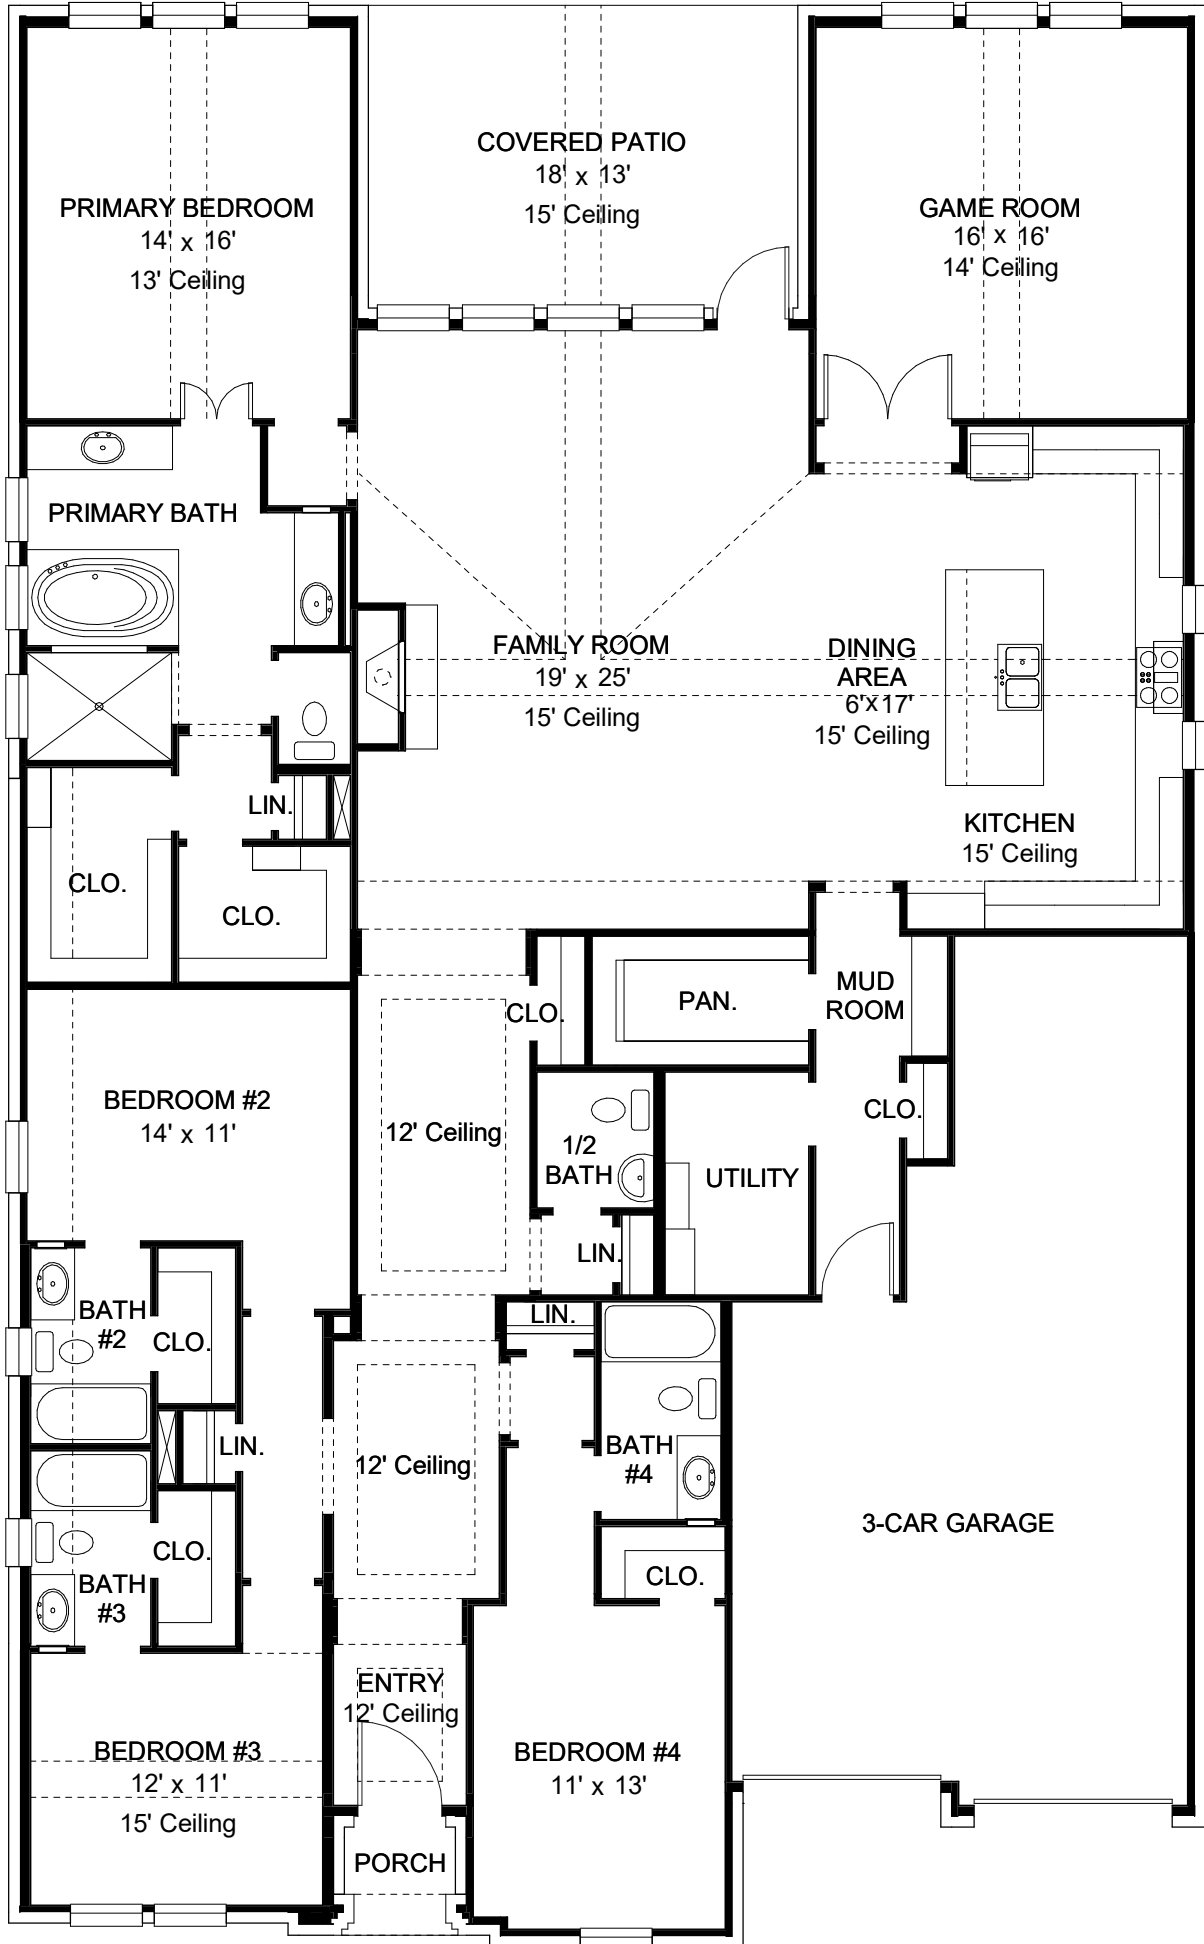 COVERED PATIO
18' x 13'
15' Ceiling
PRIMARY BEDROOM
14' x 16'
13' Ceiling
GAME ROOM
16' x 16'
14' Ceiling
PRIMARY BATH
FAMILY ROOM
19' x 25'
15' Ceiling
DINING
AREA
6'x17'
15' Ceiling
LIN.
KITCHEN
15' Ceiling
CLO.
CLO.
MUD
ROOM
PAN.
CLO.
BEDROOM #2
14' x 11'
12' Ceiling
CLO.
1/2
BATH
UTILITY
LIN.
LIN.
BATH
#2
CLO.
LIN.
12' Ceiling
BATH
#4
3-CAR GARAGE
CLO.
BATH
#3
CLO.
ENTRY
12' Ceiling
BEDROOM #3
12' x 11'
15' Ceiling
BEDROOM #4
11' x 13'
PORCH